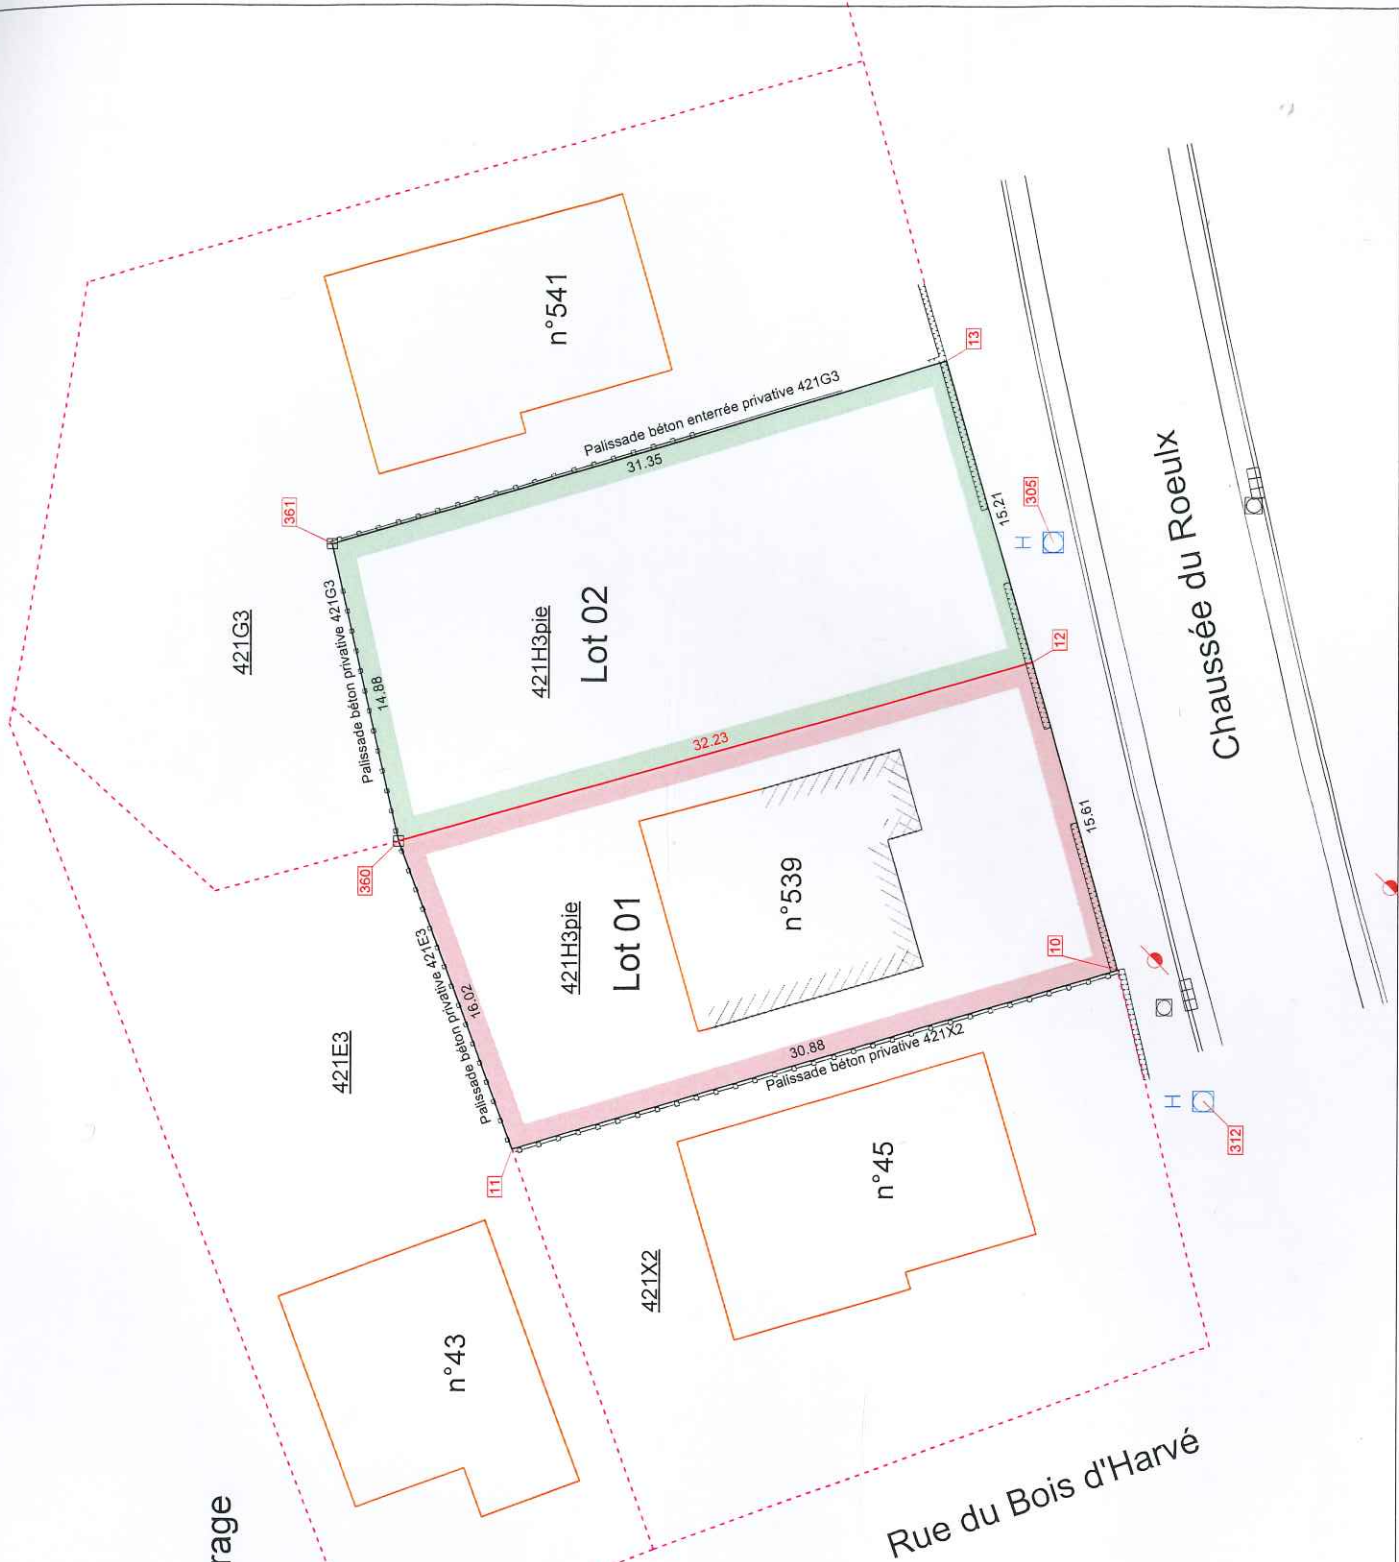 421G3
n°541
361
13
Palissade béton enterrée privative 421G3
31.35
Palissade béton privative 421G3
14.88
421H3pie
Lot 02
15.21
305
H
12
Chaussée du Roeulx
32.23
360
421E3
Palissade béton privative 421E3
16.02
421H3pie
Lot 01
n°539
15.61
10
30.88
Palissade béton privative 421X2
11
H
312
n°45
421X2
n°43
Rue du Bois d'Harvé
rage